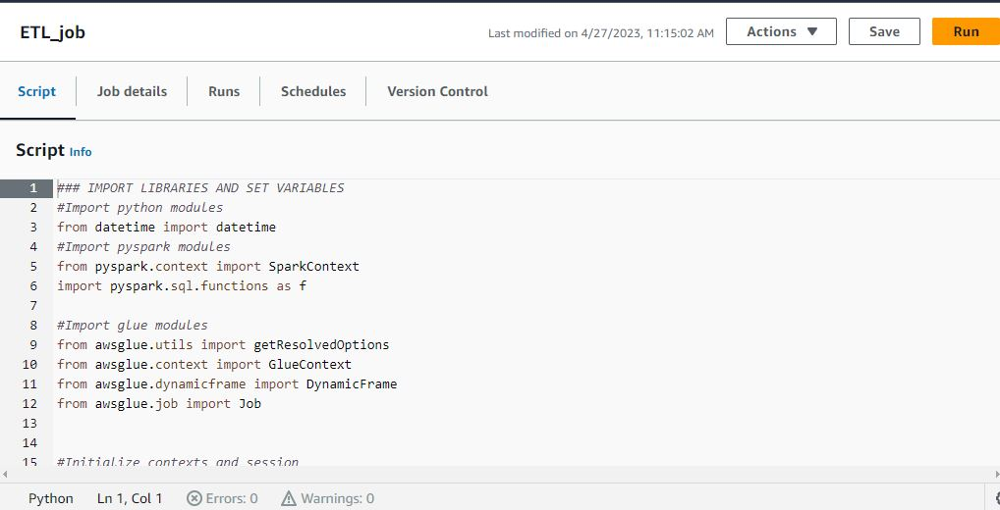 ETL_job
Last modified on 4/27/2023, 11:15:02 AM
Actions
Save
Run
Script
Job details
Runs
Schedules
Version Control
Script Info
1 ### IMPORT LIBRARIES AND SET VARIABLES
2 #Import python modules
3 from datetime import datetime
4 #Import pyspark modules
5 from pyspark.context import SparkContext
6 import pyspark.sql.functions as f
7
8 #Import glue modules
9 from awsglue.utils import getResolvedOptions
10 from awsglue.context import GlueContext
11 from awsglue.dynamicframe import DynamicFrame
12 from awsglue.job import Job
13
14
15 #Initialize contexts and session
Python Ln 1, Col 1 Errors: 0 Warnings: 0